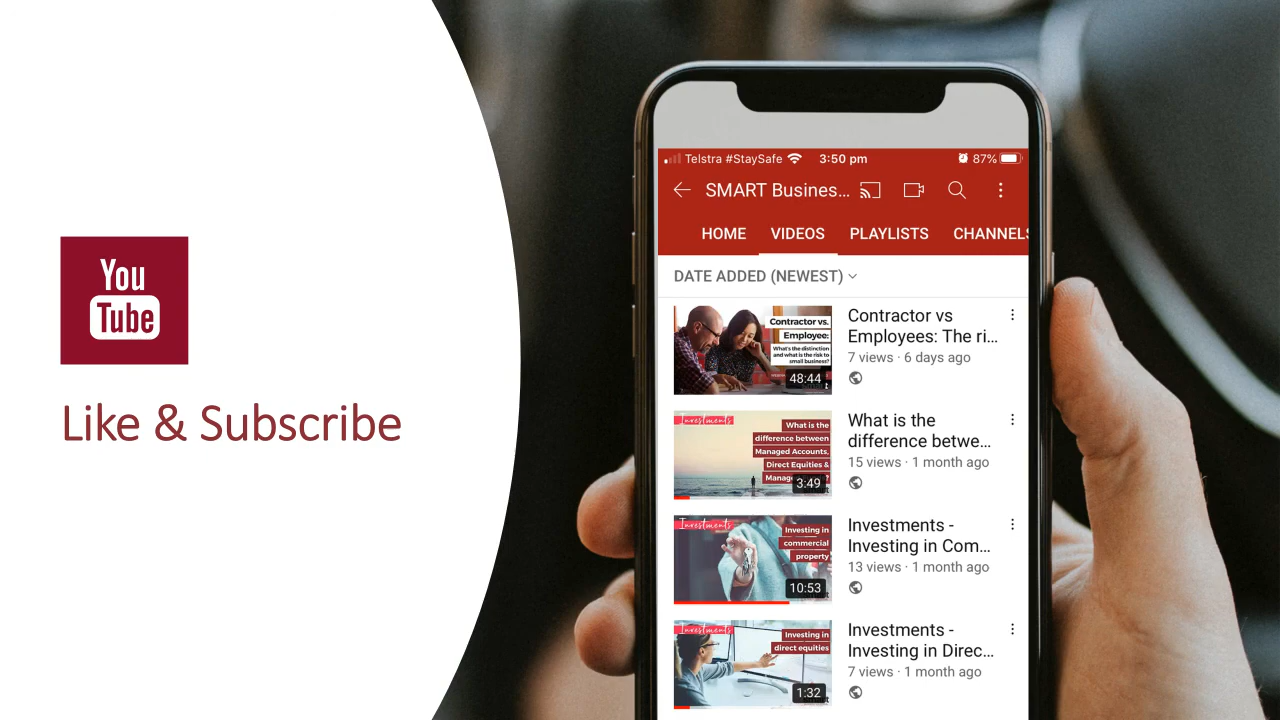 You
Tube
Like & Subscribe
Telstra #StaySafe 3:50 pm 87%
SMART Busines...
HOME VIDEOS PLAYLISTS CHANNELS
DATE ADDED (NEWEST)
Contractor vs.
Employee:
What's the distinction
and what is the risk to
small business?
48:44
Contractor vs
Employees: The ri...
7 views · 6 days ago
Investments
What is the
difference between
Managed Accounts,
Direct Equities &
3:49
What is the
difference betwe...
15 views · 1 month ago
Investments
Investing in
commercial
property
10:53
Investments -
Investing in Com...
13 views · 1 month ago
Investments
Investing in
direct equities
1:32
Investments -
Investing in Direc...
7 views · 1 month ago